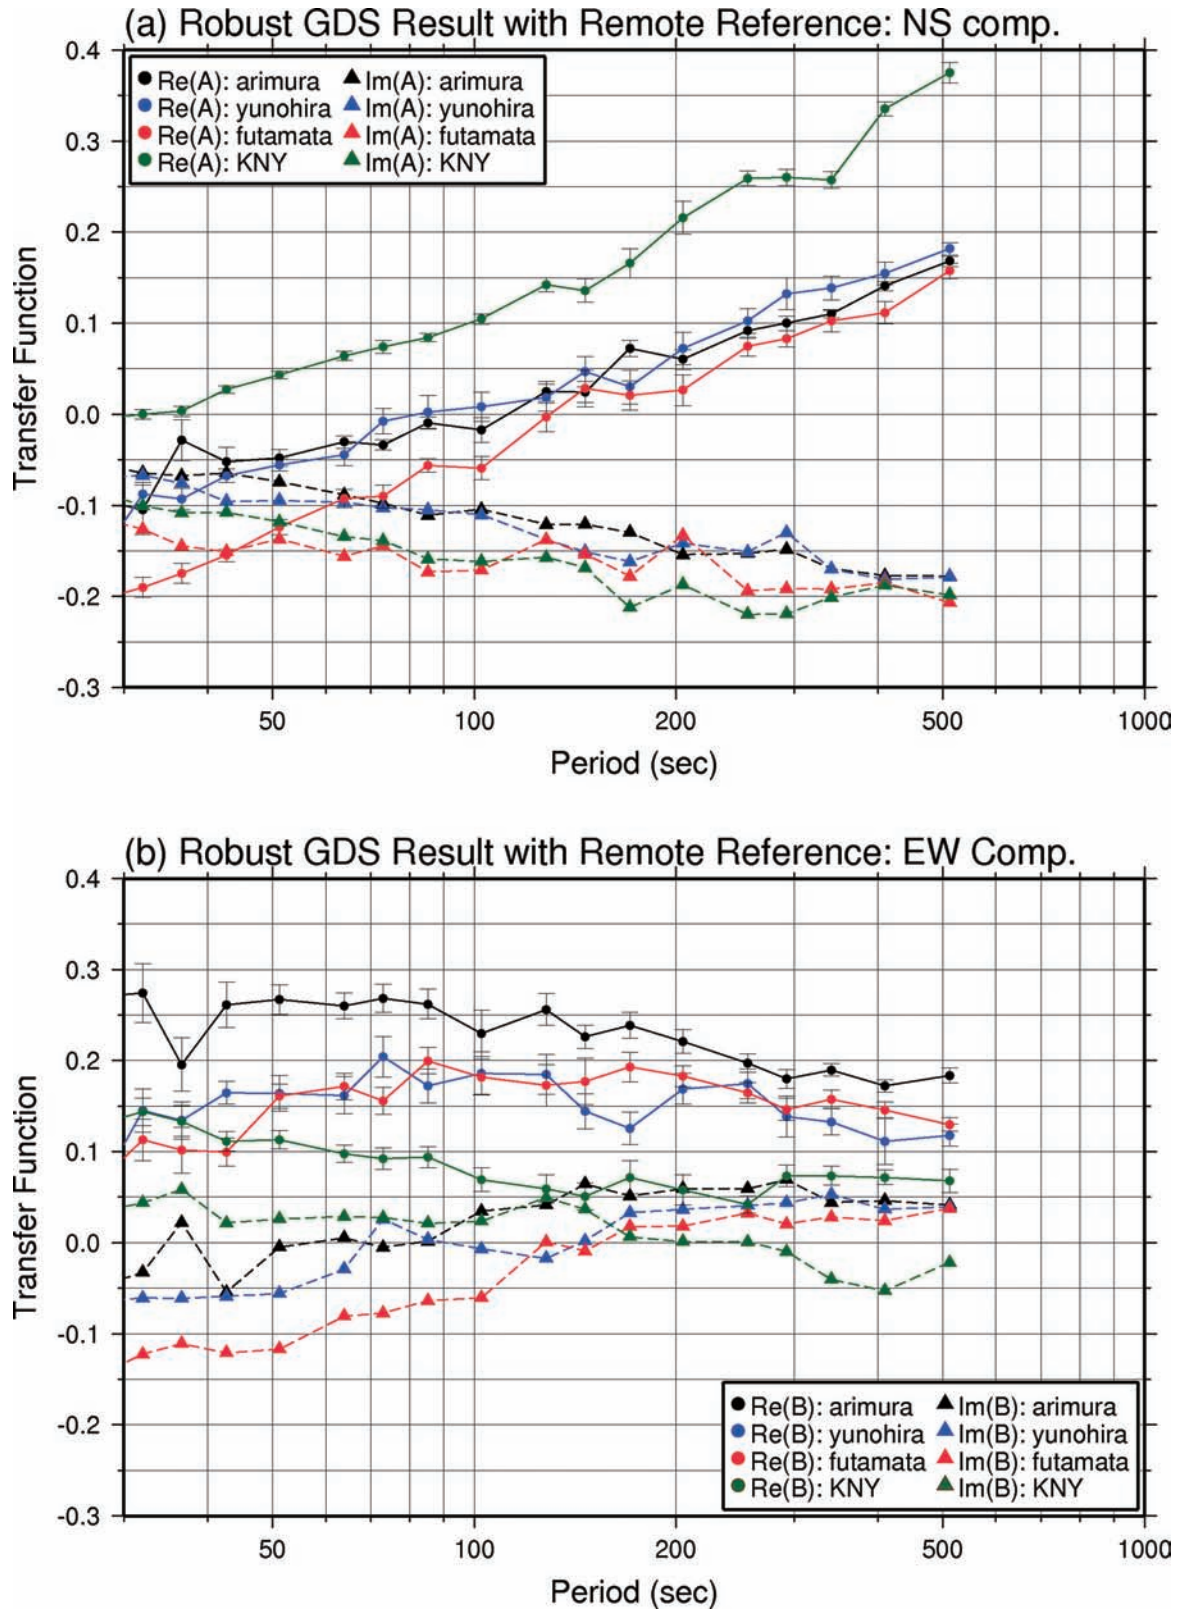 (a) Robust GDS Result with Remote Reference: NS comp.
Re(A): arimura Im(A): arimura
Re(A): yunohira Im(A): yunohira
Re(A): futamata Im(A): futamata
Re(A): KNY Im(A): KNY
0.4
0.3
0.2
0.1
0.0
-0.1
-0.2
-0.3
Transfer Function
50 100 200 500 1000
Period (sec)
(b) Robust GDS Result with Remote Reference: EW Comp.
0.4
0.3
0.2
0.1
0.0
-0.1
-0.2
-0.3
Transfer Function
Re(B): arimura Im(B): arimura
Re(B): yunohira Im(B): yunohira
Re(B): futamata Im(B): futamata
Re(B): KNY Im(B): KNY
50 100 200 500 1000
Period (sec)